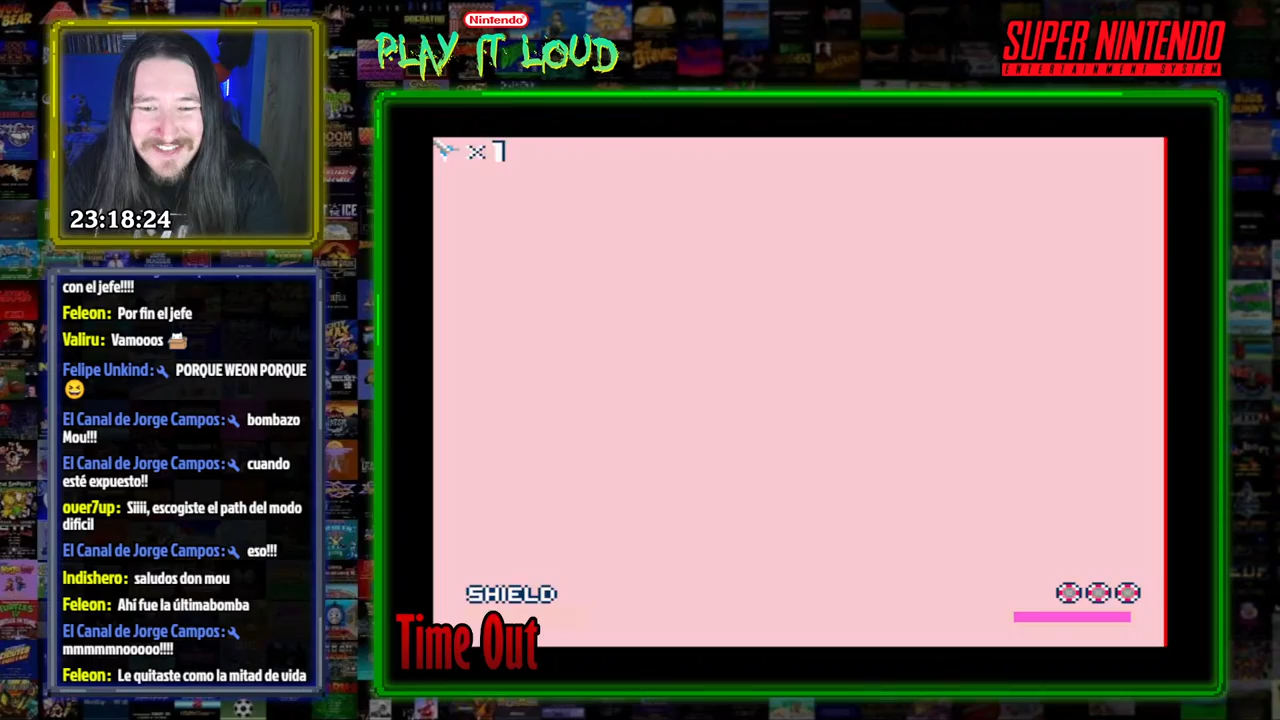 Nintendo
PLAY IT LOUD
SUPER NINTENDO
ENTERTAINMENT SYSTEM
23:18:24
x 1
con el jefe!!!!
Feleon: Por fin el jefe
Valiru: Vamooos
Felipe Unkind: PORQUE WEON PORQUE
El Canal de Jorge Campos: bombazo
Mou!!!
El Canal de Jorge Campos: cuando
esté expuesto!!
ouer7up: Siiii, escogiste el path del modo
dificil
El Canal de Jorge Campos: eso!!!
Indishero: saludos don mou
Feleon: Ahí fue la últimabomba
El Canal de Jorge Campos:
mmmmnnooooo!!!!
Feleon: Le quitaste como la mitad de vida
SHIELD
Time Out